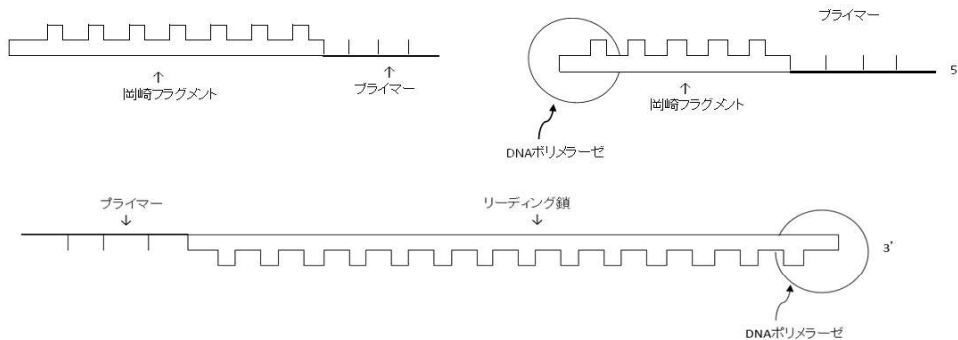 プライマー
5
岡崎フラグメント
プライマー
岡崎フラグメント
DNAポリメラーゼ
プライマー
リーディング鎖
3'
DNAポリメラーゼ